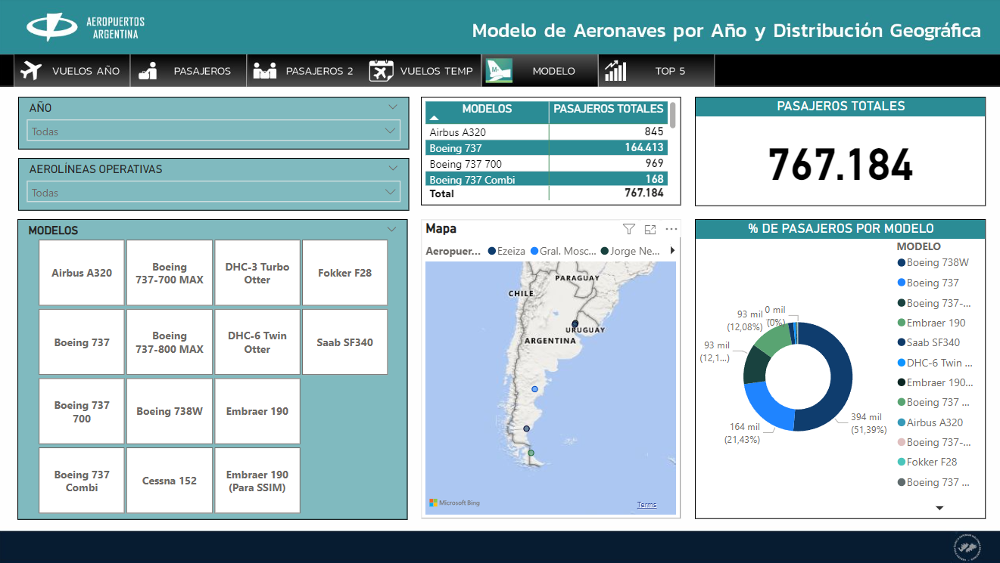 AEROPUERTOS
ARGENTINA
Modelo de Aeronaves por Año y Distribución Geográfica
VUELOS AÑO
PASAJEROS
PASAJEROS 2
VUELOS TEMP
MODELO
TOP 5
AÑO
Todas
AEROLÍNEAS OPERATIVAS
Todas
MODELOS
Airbus A320
Boeing
737-700 MAX
DHC-3 Turbo
Otter
Fokker F28
Boeing 737
Boeing
737-800 MAX
DHC-6 Twin
Otter
Saab SF340
Boeing 737
700
Boeing 738W
Embraer 190
Boeing 737
Combi
Cessna 152
Embraer 190
(Para SSIM)
MODELOS PASAJEROS TOTALES
Airbus A320 845
Boeing 737 164.413
Boeing 737 700 969
Boeing 737 Combi 168
Total 767.184
Mapa
Aeropuer... Ezeiza Gral. Mosc... Jorge Ne...
PARAGUAY
CHILE
URUGUAY
ARGENTINA
Microsoft Bing
Terms
PASAJEROS TOTALES
767.184
% DE PASAJEROS POR MODELO
MODELO
Boeing 738W
Boeing 737
Boeing 737-...
Embraer 190
Saab SF340
DHC-6 Twin ...
Embraer 190...
Boeing 737 ...
Airbus A320
Boeing 737-...
Fokker F28
Boeing 737 ...
0 mil
(0%)
93 mil
(12,08%)
93 mil
(12,1...)
164 mil
(21,43%)
394 mil
(51,39%)